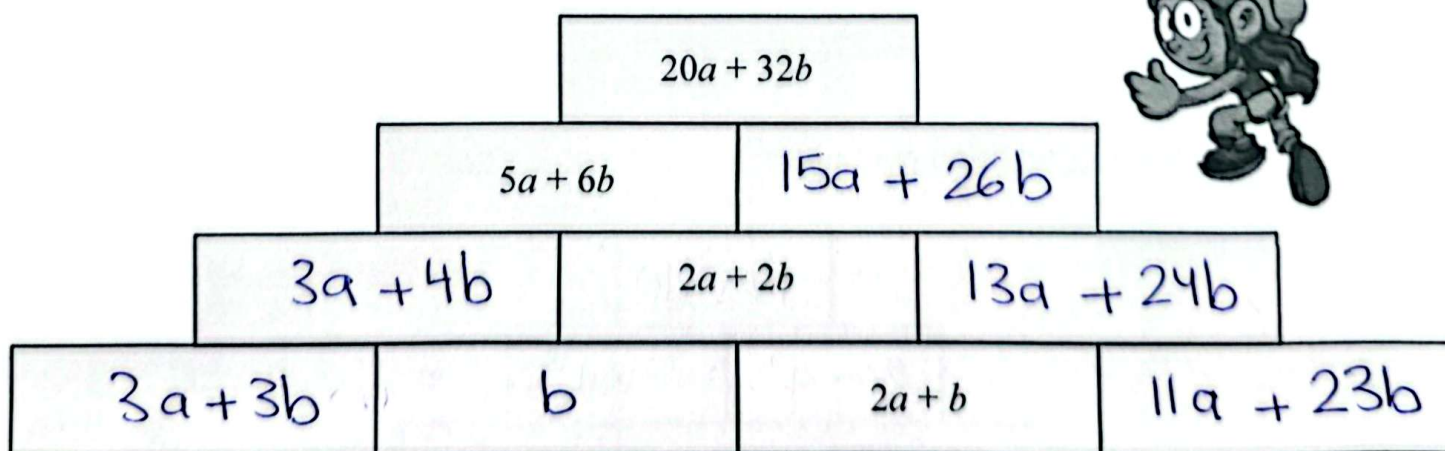 20a + 32b
5a + 6b 15a + 26b
3a + 4b 2a + 2b 13a + 24b
3a + 3b b 2a + b 11a + 23b